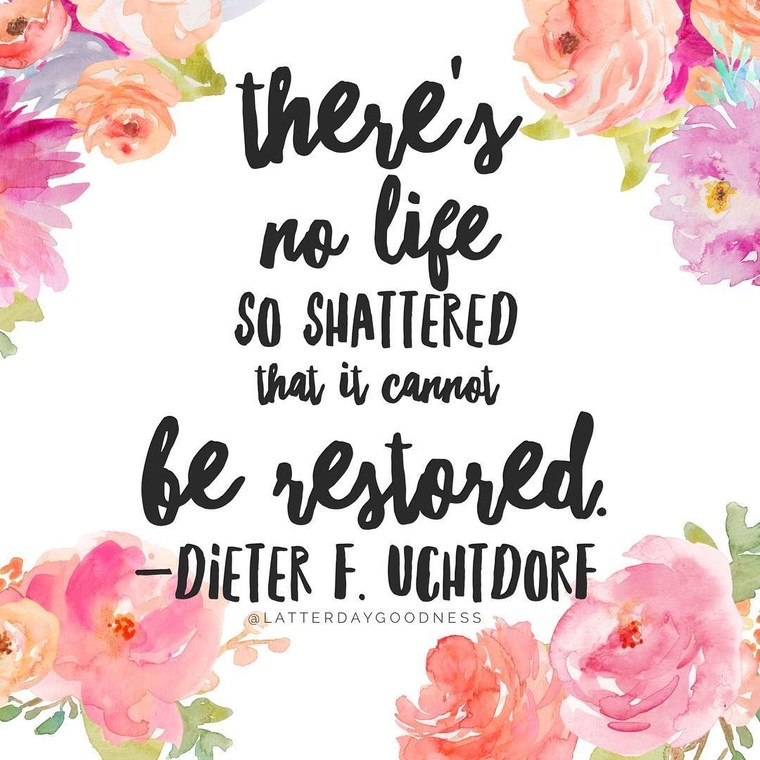 there's
no life
SO SHATTERED
that it cannot
be restored.
—DiETER F. UCHTDORF
@LATTERDAYGOODNESS